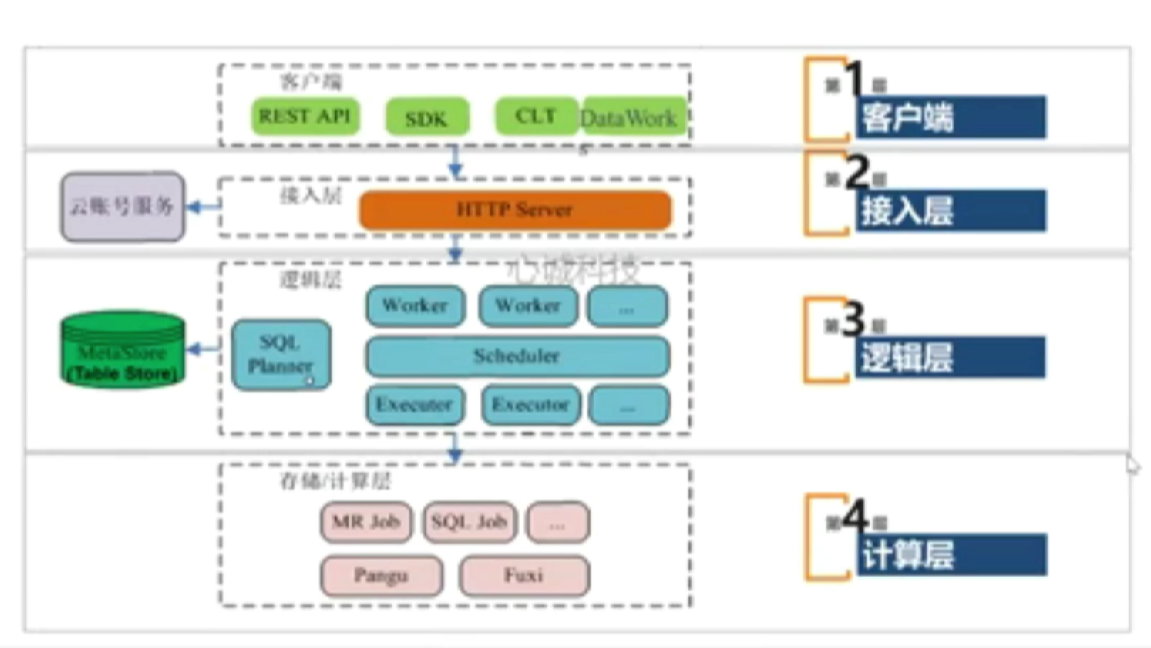 客户端
REST API
SDK
CLT
DataWork
s
第1层
客户端
云账号服务
接入层
HTTP Server
第2层
接入层
心诚科技
逻辑层
Worker
Worker
...
MetaStore
(Table Store)
SQL
Planner
Scheduler
Executer
Executor
...
第3层
逻辑层
存储/计算层
MR Job
SQL Job
...
Pangu
Fuxi
第4层
计算层